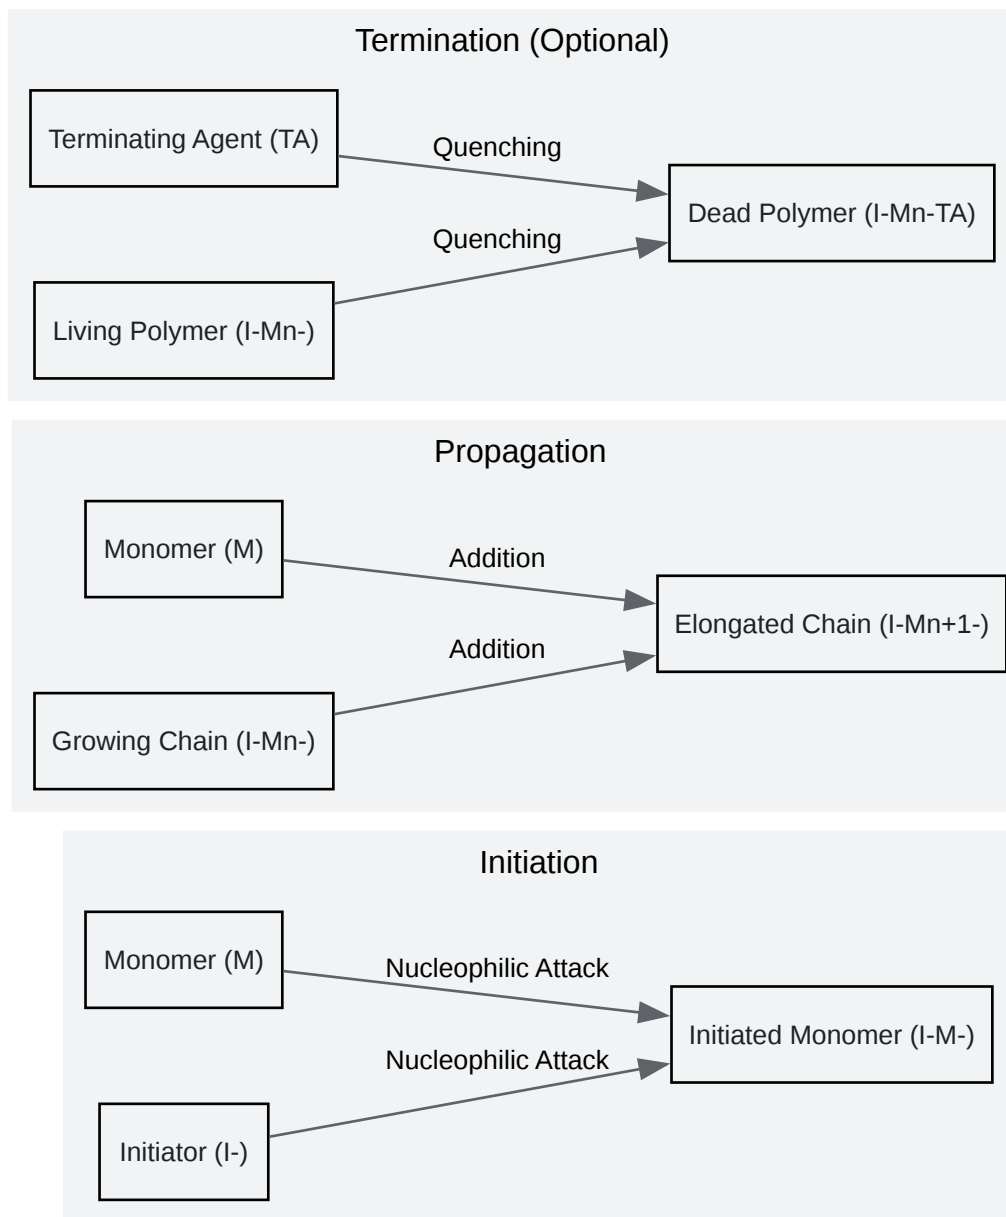 Termination (Optional)
Terminating Agent (TA)
Quenching
Dead Polymer (I-Mn-TA)
Quenching
Living Polymer (I-Mn-)
Propagation
Monomer (M)
Addition
Elongated Chain (I-Mn+1-)
Addition
Growing Chain (I-Mn-)
Initiation
Monomer (M)
Nucleophilic Attack
Initiated Monomer (I-M-)
Nucleophilic Attack
Initiator (I-)